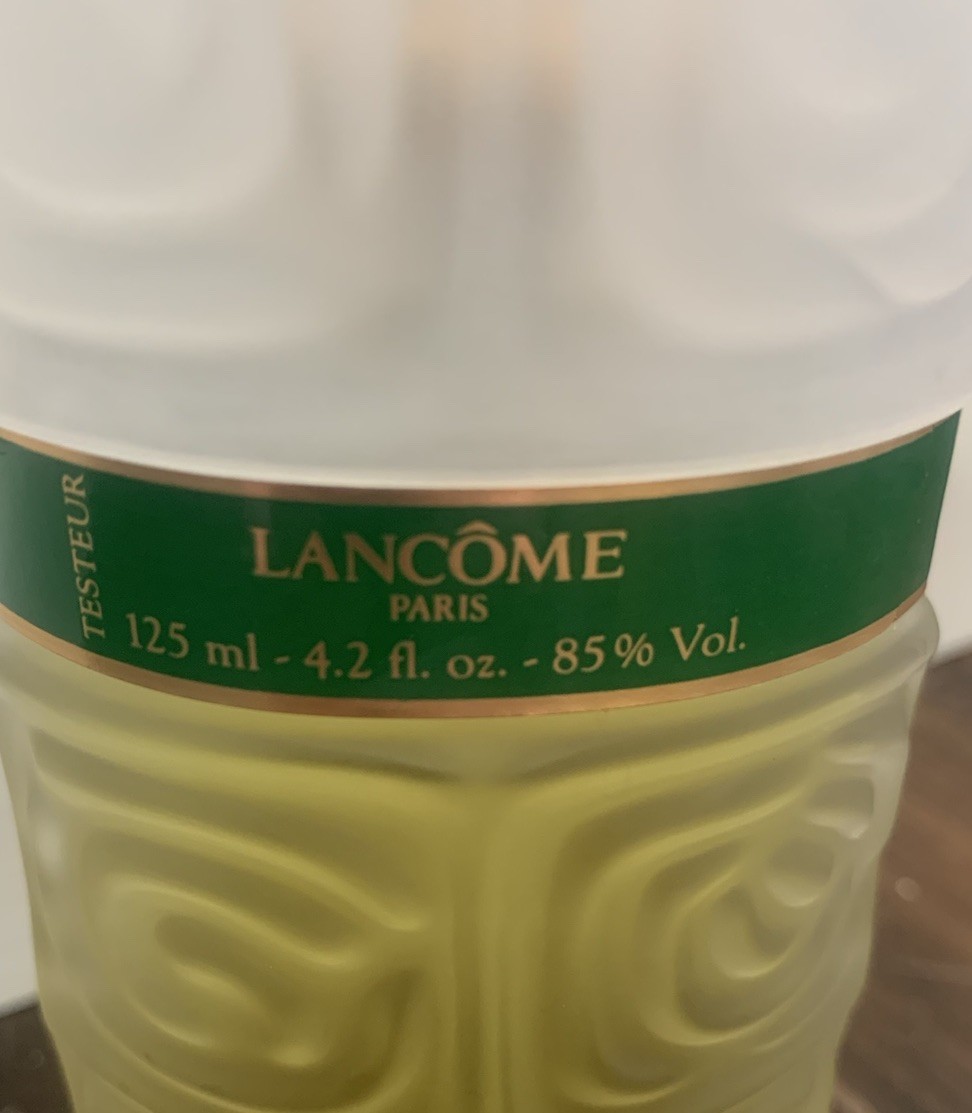 TESTEUR
LANCÔME
PARIS
125 ml - 4.2 fl. oz. - 85% Vol.